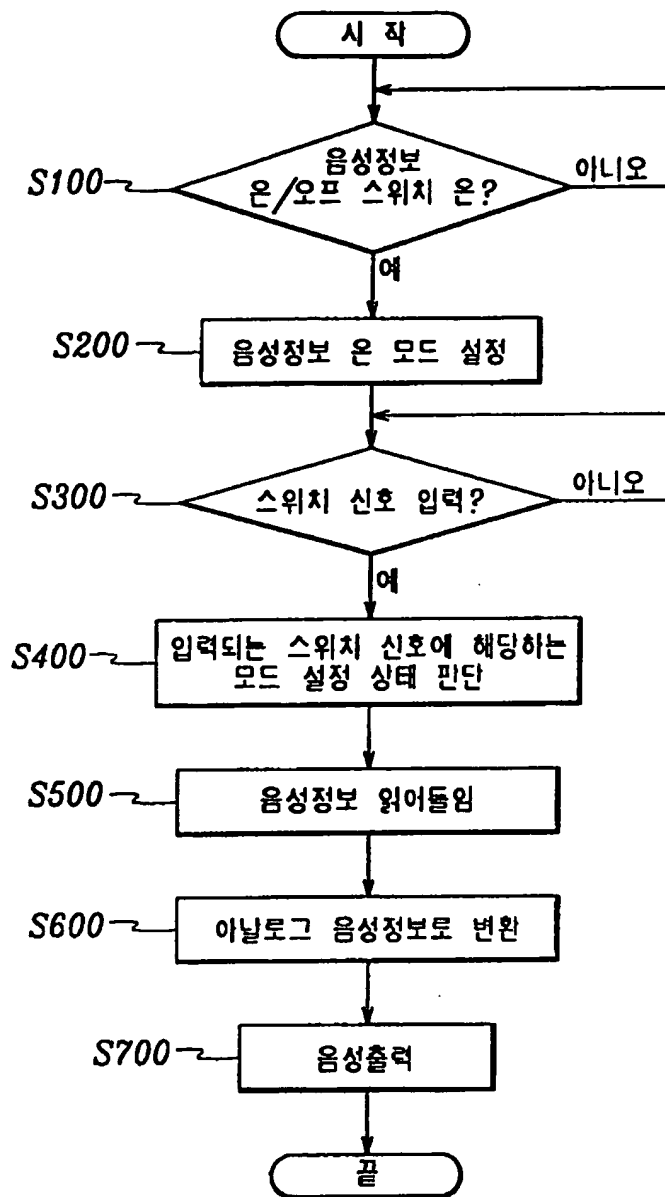 시 작
S100
음성정보
온/오프 스위치 온?
아니오
예
S200
음성정보 온 모드 설정
S300
스위치 신호 입력?
아니오
예
S400
입력되는 스위치 신호에 해당하는
모드 설정 상태 판단
S500
음성정보 읽어들임
S600
아날로그 음성정보로 변환
S700
음성출력
끝